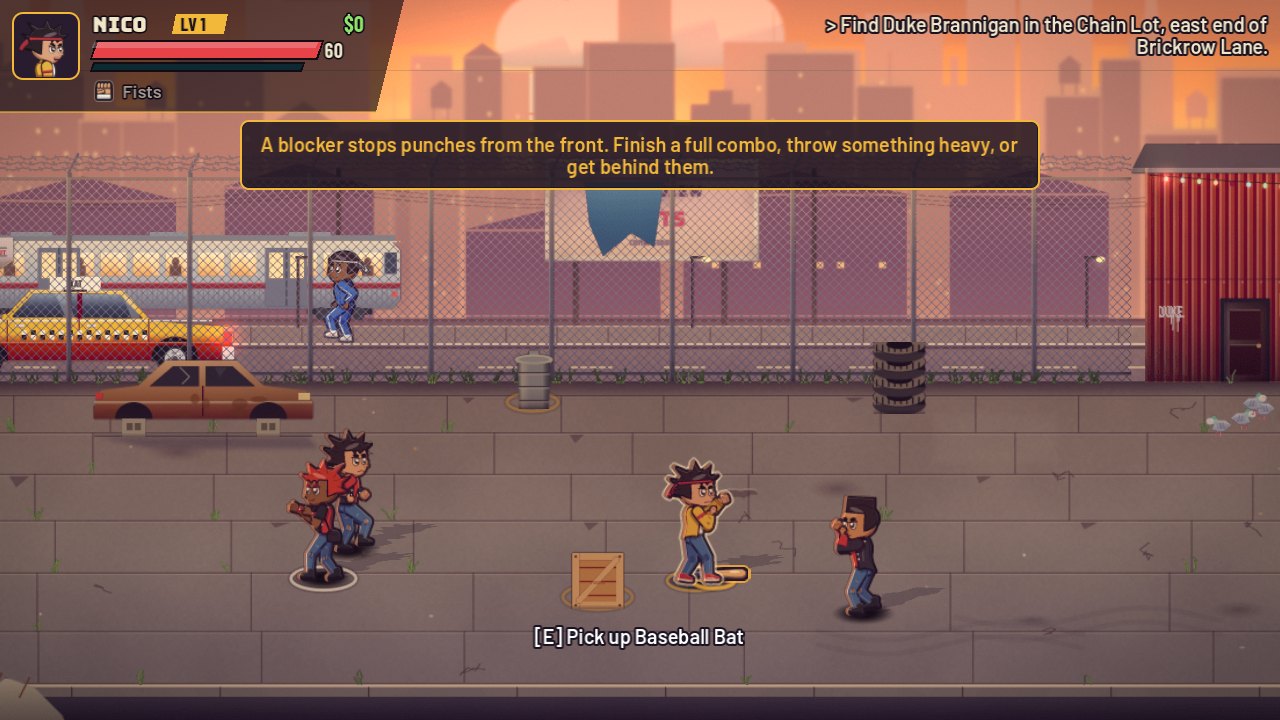 NICO
LV 1
$0
60
Fists
> Find Duke Brannigan in the Chain Lot, east end of
Brickrow Lane.
A blocker stops punches from the front. Finish a full combo, throw something heavy, or
get behind them.
DUKE
[E] Pick up Baseball Bat